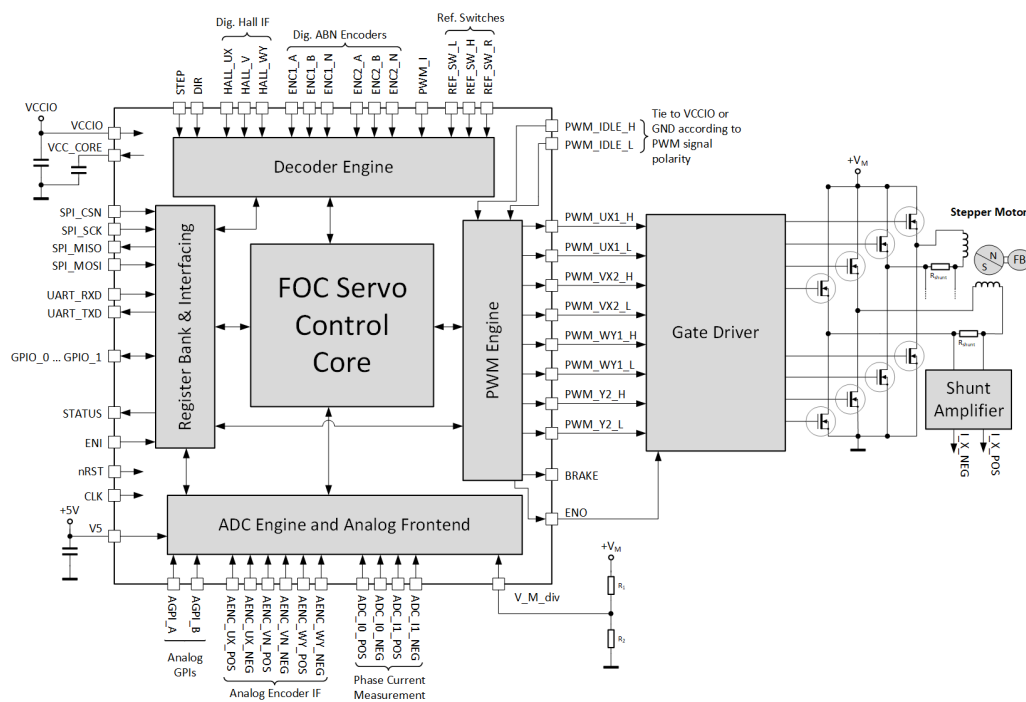 Dig. Hall IF
Dig. ABN Encoders
Ref. Switches
STEP
DIR
HALL_UX
HALL_V
HALL_WY
ENC1_A
ENC1_B
ENC1_N
ENC2_A
ENC2_B
ENC2_N
PWM_I
REF_SW_L
REF_SW_H
REF_SW_R
VCCIO
VCCIO
VCC_CORE
PWM_IDLE_H
PWM_IDLE_L
Tie to VCCIO or
GND according to
PWM signal
polarity
Decoder Engine
SPI_CSN
SPI_SCK
SPI_MISO
SPI_MOSI
UART_RXD
UART_TXD
GPIO_0 ... GPIO_1
STATUS
ENI
nRST
CLK
+5V
V5
Register Bank & Interfacing
FOC Servo
Control
Core
PWM Engine
PWM_UX1_H
PWM_UX1_L
PWM_VX2_H
PWM_VX2_L
PWM_WY1_H
PWM_WY1_L
PWM_Y2_H
PWM_Y2_L
BRAKE
ENO
Gate Driver
+VM
Stepper Motor
N
S
FB
Rshunt
Rshunt
Shunt
Amplifier
I_X_NEG
I_X_POS
ADC Engine and Analog Frontend
+VM
V_M_div
R1
R2
AGPI_A
AGPI_B
AENC_UX_POS
AENC_UX_NEG
AENC_VN_POS
AENC_VN_NEG
AENC_WY_POS
AENC_WY_NEG
ADC_I0_POS
ADC_I0_NEG
ADC_I1_POS
ADC_I1_NEG
Analog
GPIs
Analog Encoder IF
Phase Current
Measurement